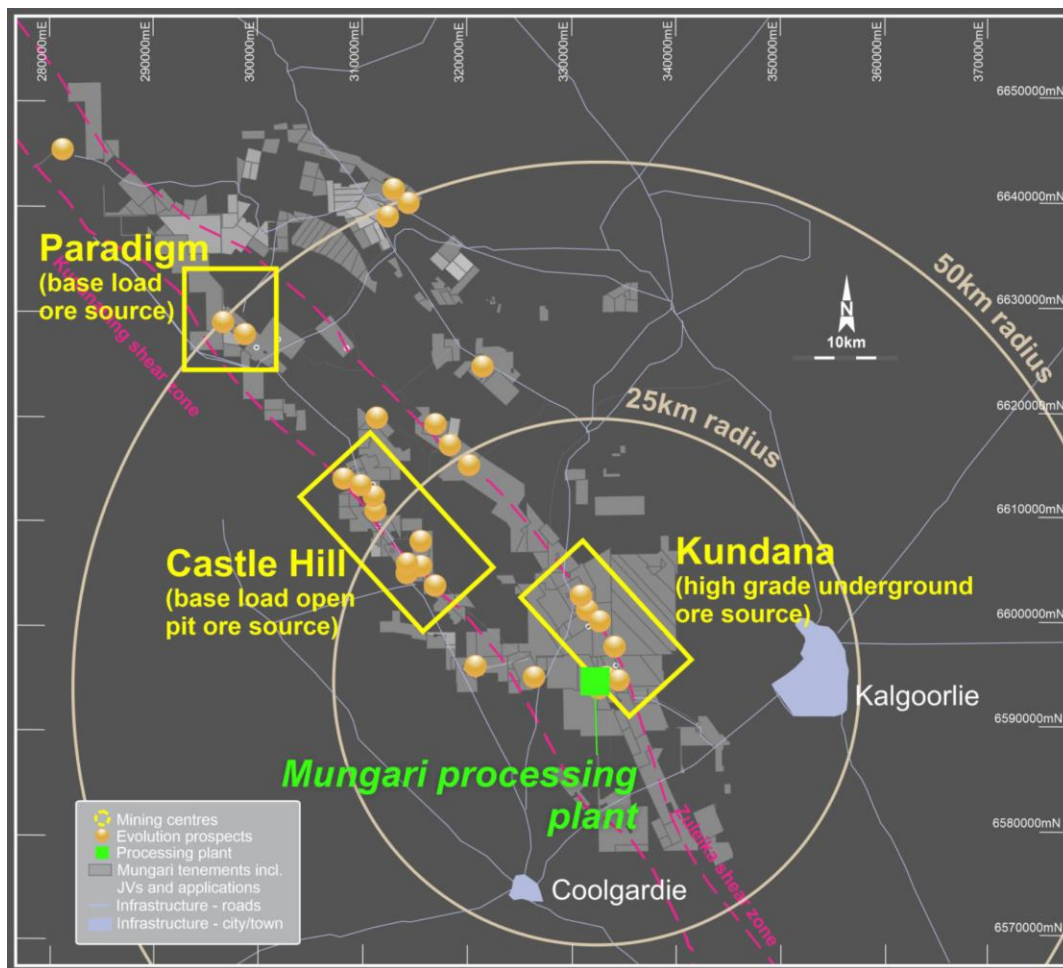 280000mE
290000mE
300000mE
310000mE
320000mE
330000mE
340000mE
350000mE
360000mE
370000mE
6650000mN
6640000mN
6630000mN
6620000mN
6610000mN
6600000mN
6590000mN
6580000mN
6570000mN
Paradigm
(base load
ore source)
Kunanalling shear zone
50km radius
N
10km
25km radius
Castle Hill
(base load open
pit ore source)
Kundana
(high grade underground
ore source)
Kalgoorlie
Mungari processing
plant
Zuleika shear zone
Coolgardie
Mining centres
Evolution prospects
Processing plant
Mungari tenements incl.
JVs and applications
Infrastructure - roads
Infrastructure - city/town